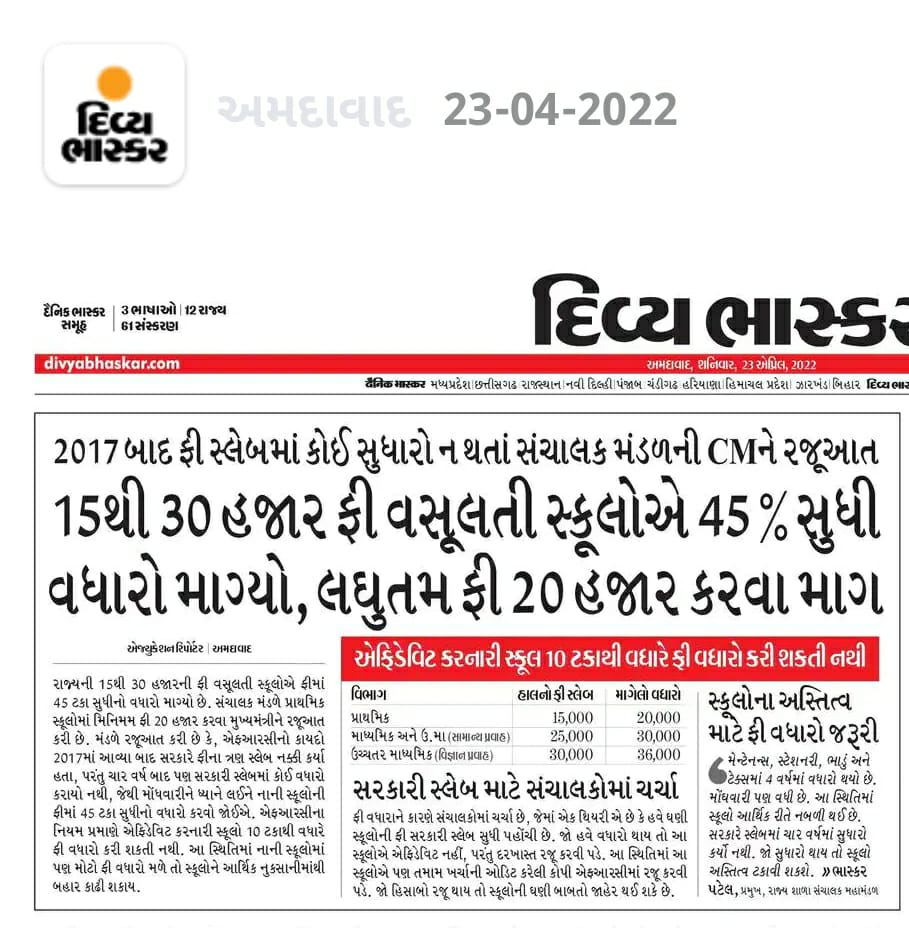 દિવ્ય
ભાસ્કર
અમદાવાદ 23-04-2022
દૈનિક ભાસ્કર
સમૂહ
3 ભાષાઓ | 12 રાજ્ય
61 સંસ્કરણ
દિવ્ય ભાસ્કર
divyabhaskar.com
અમદાવાદ, શનિવાર, 23 એપ્રિલ, 2022
દૈનિક ભાસ્કર મધ્યપ્રદેશ|છત્તીસગઢ|રાજસ્થાન|નવી દિલ્હી|પંજાબ|ચંડીગઢ|હરિયાણા|હિમાચલ પ્રદેશ| ઝારખંડ|બિહાર દિવ્ય ભાસ
2017 બાદ ફી સ્લેબમાં કોઈ સુધારો ન થતાં સંચાલક મંડળની CMને રજૂઆત
15થી 30 હજાર ફી વસૂલતી સ્કૂલોએ 45 % સુધી
વધારો માગ્યો, લઘુતમ ફી 20 હજાર કરવા માગ
એજ્યુકેશન રિપોર્ટર | અમદાવાદ
રાજ્યની 15થી 30 હજારની ફી વસૂલતી સ્કૂલોએ ફીમાં
45 ટકા સુધીનો વધારો માગ્યો છે. સંચાલક મંડળે પ્રાથમિક
સ્કૂલોમાં મિનિમમ ફી 20 હજાર કરવા મુખ્યમંત્રીને રજૂઆત
કરી છે. મંડળે રજૂઆત કરી છે કે, એફઆરસીનો કાયદો
2017માં આવ્યા બાદ સરકારે ફીના ત્રણ સ્લેબ નક્કી કર્યા
હતા, પરંતુ ચાર વર્ષ બાદ પણ સરકારી સ્લેબમાં કોઈ વધારો
કરાયો નથી, જેથી મોંઘવારીને ધ્યાને લઈને નાની સ્કૂલોની
ફીમાં 45 ટકા સુધીનો વધારો કરવો જોઈએ. એફઆરસીના
નિયમ પ્રમાણે એફિડેવિટ કરનારી સ્કૂલો 10 ટકાથી વધારે
ફી વધારો કરી શકતી નથી. આ સ્થિતિમાં નાની સ્કૂલોમાં
પણ મોટો ફી વધારો મળે તો સ્કૂલોને આર્થિક નુકસાનીમાંથી
બહાર કાઢી શકાય.
એફિડેવિટ કરનારી સ્કૂલ 10 ટકાથી વધારે ફી વધારો કરી શકતી નથી
વિભાગ હાલનો ફી સ્લેબ માગેલો વધારો
પ્રાથમિક 15,000 20,000
માધ્યમિક અને ઉ.મા (સામાન્ય પ્રવાહ) 25,000 30,000
ઉચ્ચતર માધ્યમિક (વિજ્ઞાન પ્રવાહ) 30,000 36,000
સરકારી સ્લેબ માટે સંચાલકોમાં ચર્ચા
ફી વધારાને કારણે સંચાલકોમાં ચર્ચા છે, જેમાં એક થિયરી એ છે કે હવે ઘણી
સ્કૂલોની ફી સરકારી સ્લેબ સુધી પહોંચી છે. જો હવે વધારો થાય તો આ
સ્કૂલોએ એફિડેવિટ નહીં, પરંતુ દરખાસ્ત રજૂ કરવી પડે. આ સ્થિતિમાં આ
સ્કૂલોએ પણ તમામ ખર્ચાની ઓડિટ કરેલી કોપી એફઆરસીમાં રજૂ કરવી
પડે. જો હિસાબો રજૂ થાય તો સ્કૂલોની ઘણી બાબતો જાહેર થઈ શકે છે.
સ્કૂલોના અસ્તિત્વ
માટે ફી વધારો જરૂરી
મેન્ટેનન્સ, સ્ટેશનરી, ભાડું અને
ટેક્સમાં 4 વર્ષમાં વધારો થયો છે.
મોંઘવારી પણ વધી છે. આ સ્થિતિમાં
સ્કૂલો આર્થિક રીતે નબળી થઈ છે.
સરકારે સ્લેબમાં ચાર વર્ષમાં સુધારો
કર્યો નથી. જો સુધારો થાય તો સ્કૂલો
અસ્તિત્વ ટકાવી શકશે. » ભાસ્કર
પટેલ, પ્રમુખ, રાજ્ય શાળા સંચાલક મહામંડળ